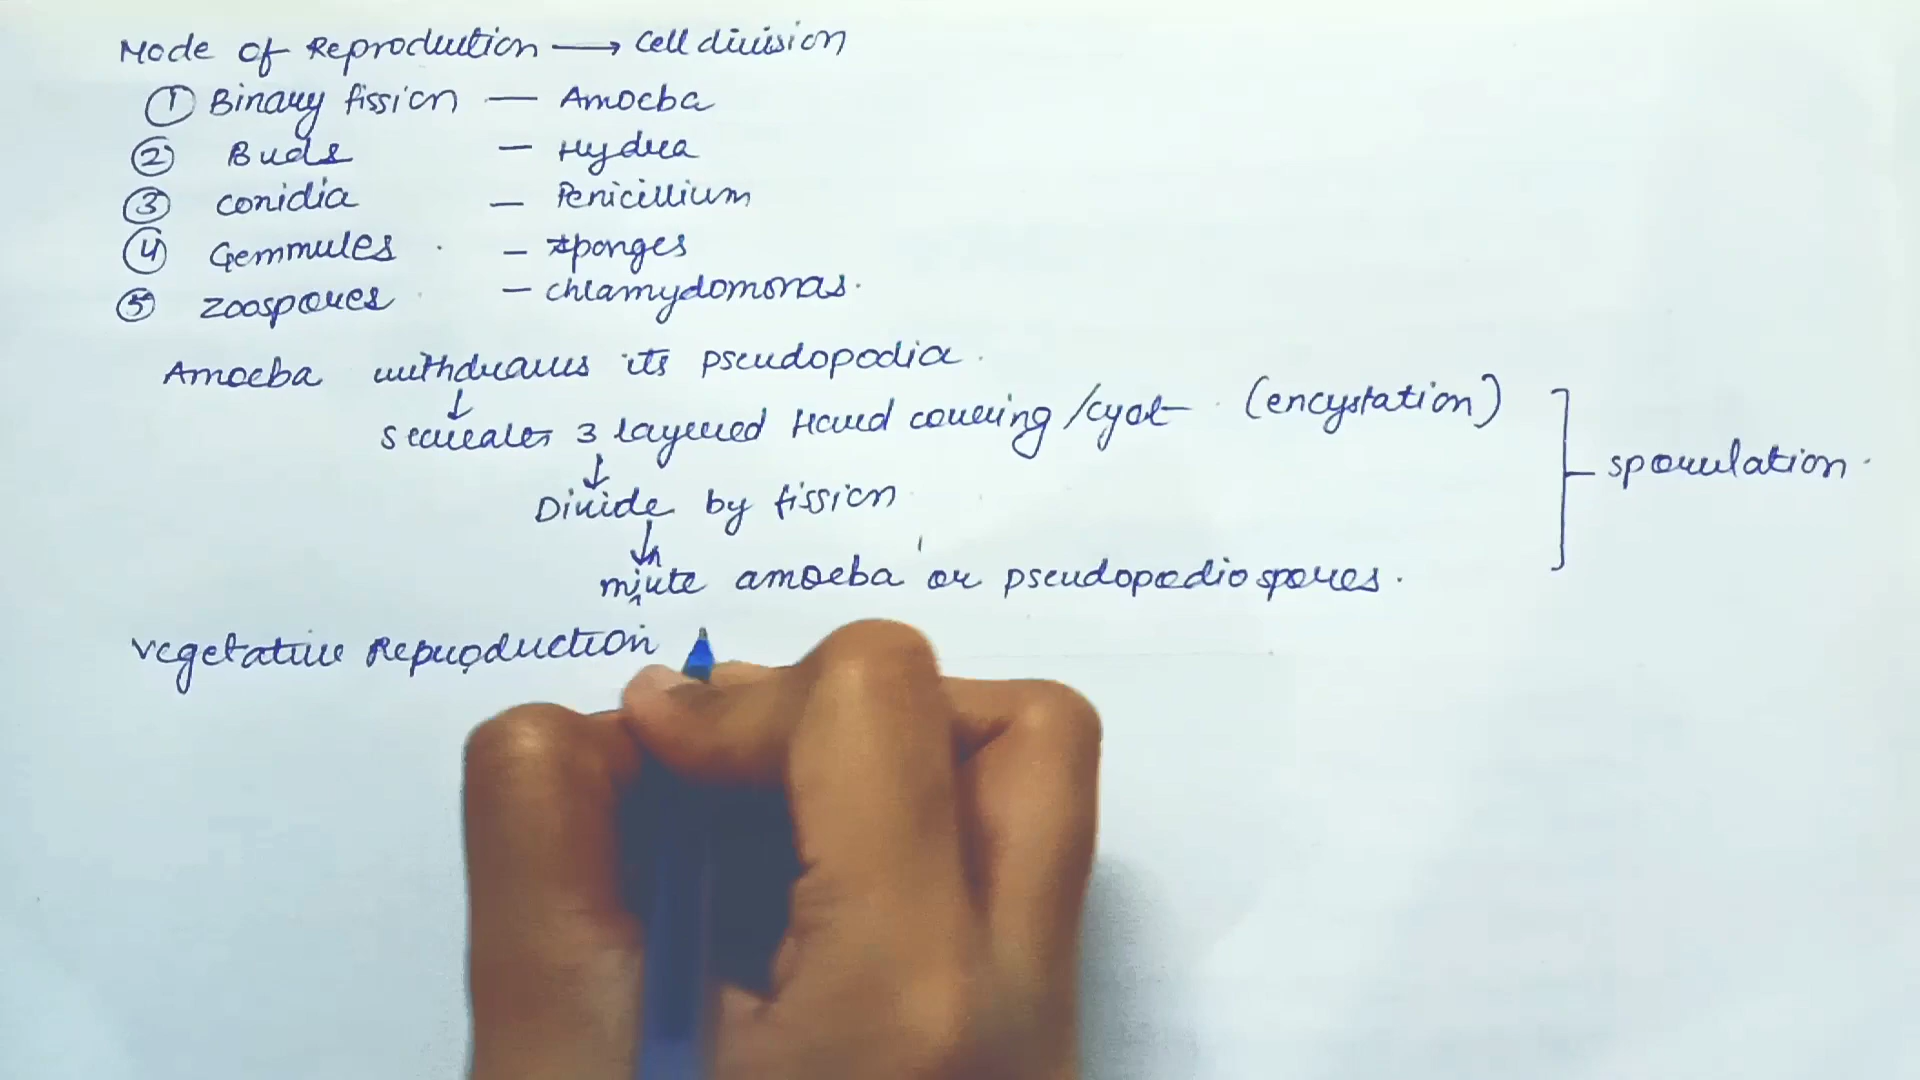 Mode of Reproduction → Cell division
① Binary fission — Amoeba
② Buds — Hydra
③ Conidia — Penicillium
④ Gemmules — sponges
⑤ Zoospores — chlamydomonas.
Amoeba withdraws its pseudopodia.
↓
secreates 3 layered Hard covering / cyst (encystation)
↓
Divide by fission
↓
minute amoeba or pseudopodiospores.
sporulation.
Vegetative Reproduction